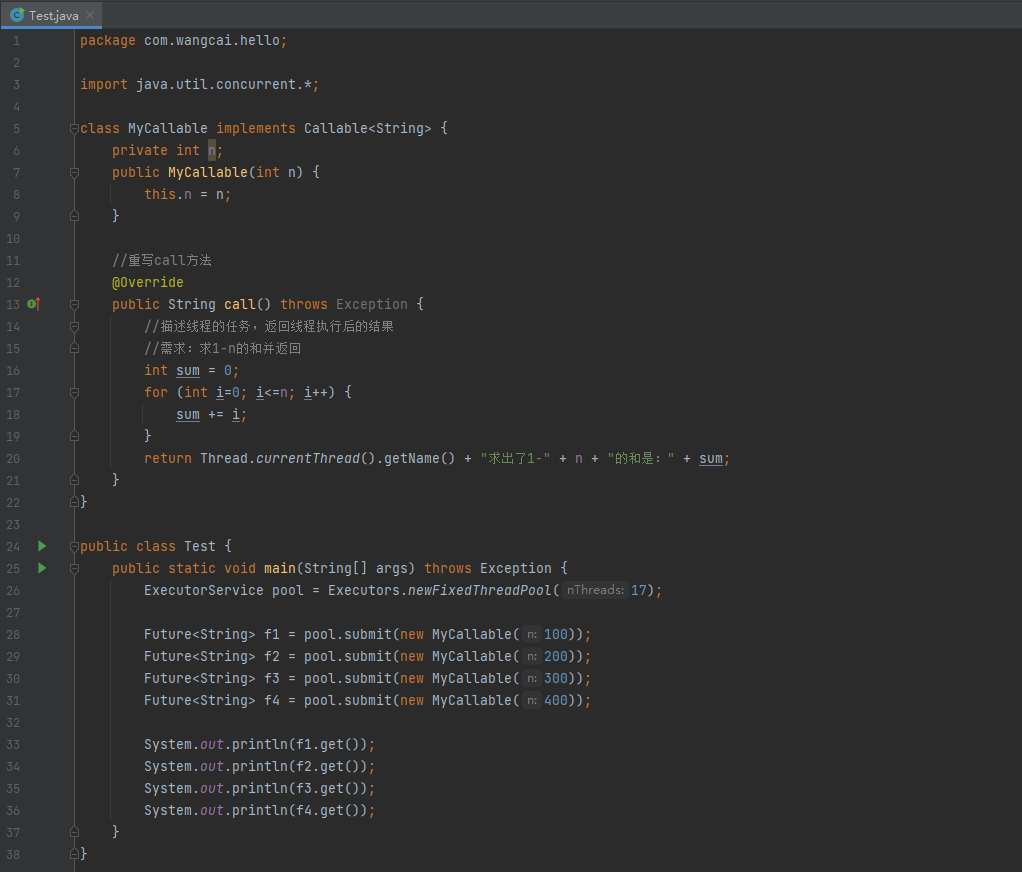 Test.java
1 package com.wangcai.hello;
2
3 import java.util.concurrent.*;
4
5 class MyCallable implements Callable<String> {
6     private int n;
7     public MyCallable(int n) {
8         this.n = n;
9     }
10
11     //重写call方法
12     @Override
13     public String call() throws Exception {
14         //描述线程的任务，返回线程执行后的结果
15         //需求：求1-n的和并返回
16         int sum = 0;
17         for (int i=0; i<=n; i++) {
18             sum += i;
19         }
20         return Thread.currentThread().getName() + "求出了1-" + n + "的和是：" + sum;
21     }
22 }
23
24 public class Test {
25     public static void main(String[] args) throws Exception {
26         ExecutorService pool = Executors.newFixedThreadPool( nThreads: 17);
27
28         Future<String> f1 = pool.submit(new MyCallable( n: 100));
29         Future<String> f2 = pool.submit(new MyCallable( n: 200));
30         Future<String> f3 = pool.submit(new MyCallable( n: 300));
31         Future<String> f4 = pool.submit(new MyCallable( n: 400));
32
33         System.out.println(f1.get());
34         System.out.println(f2.get());
35         System.out.println(f3.get());
36         System.out.println(f4.get());
37     }
38 }